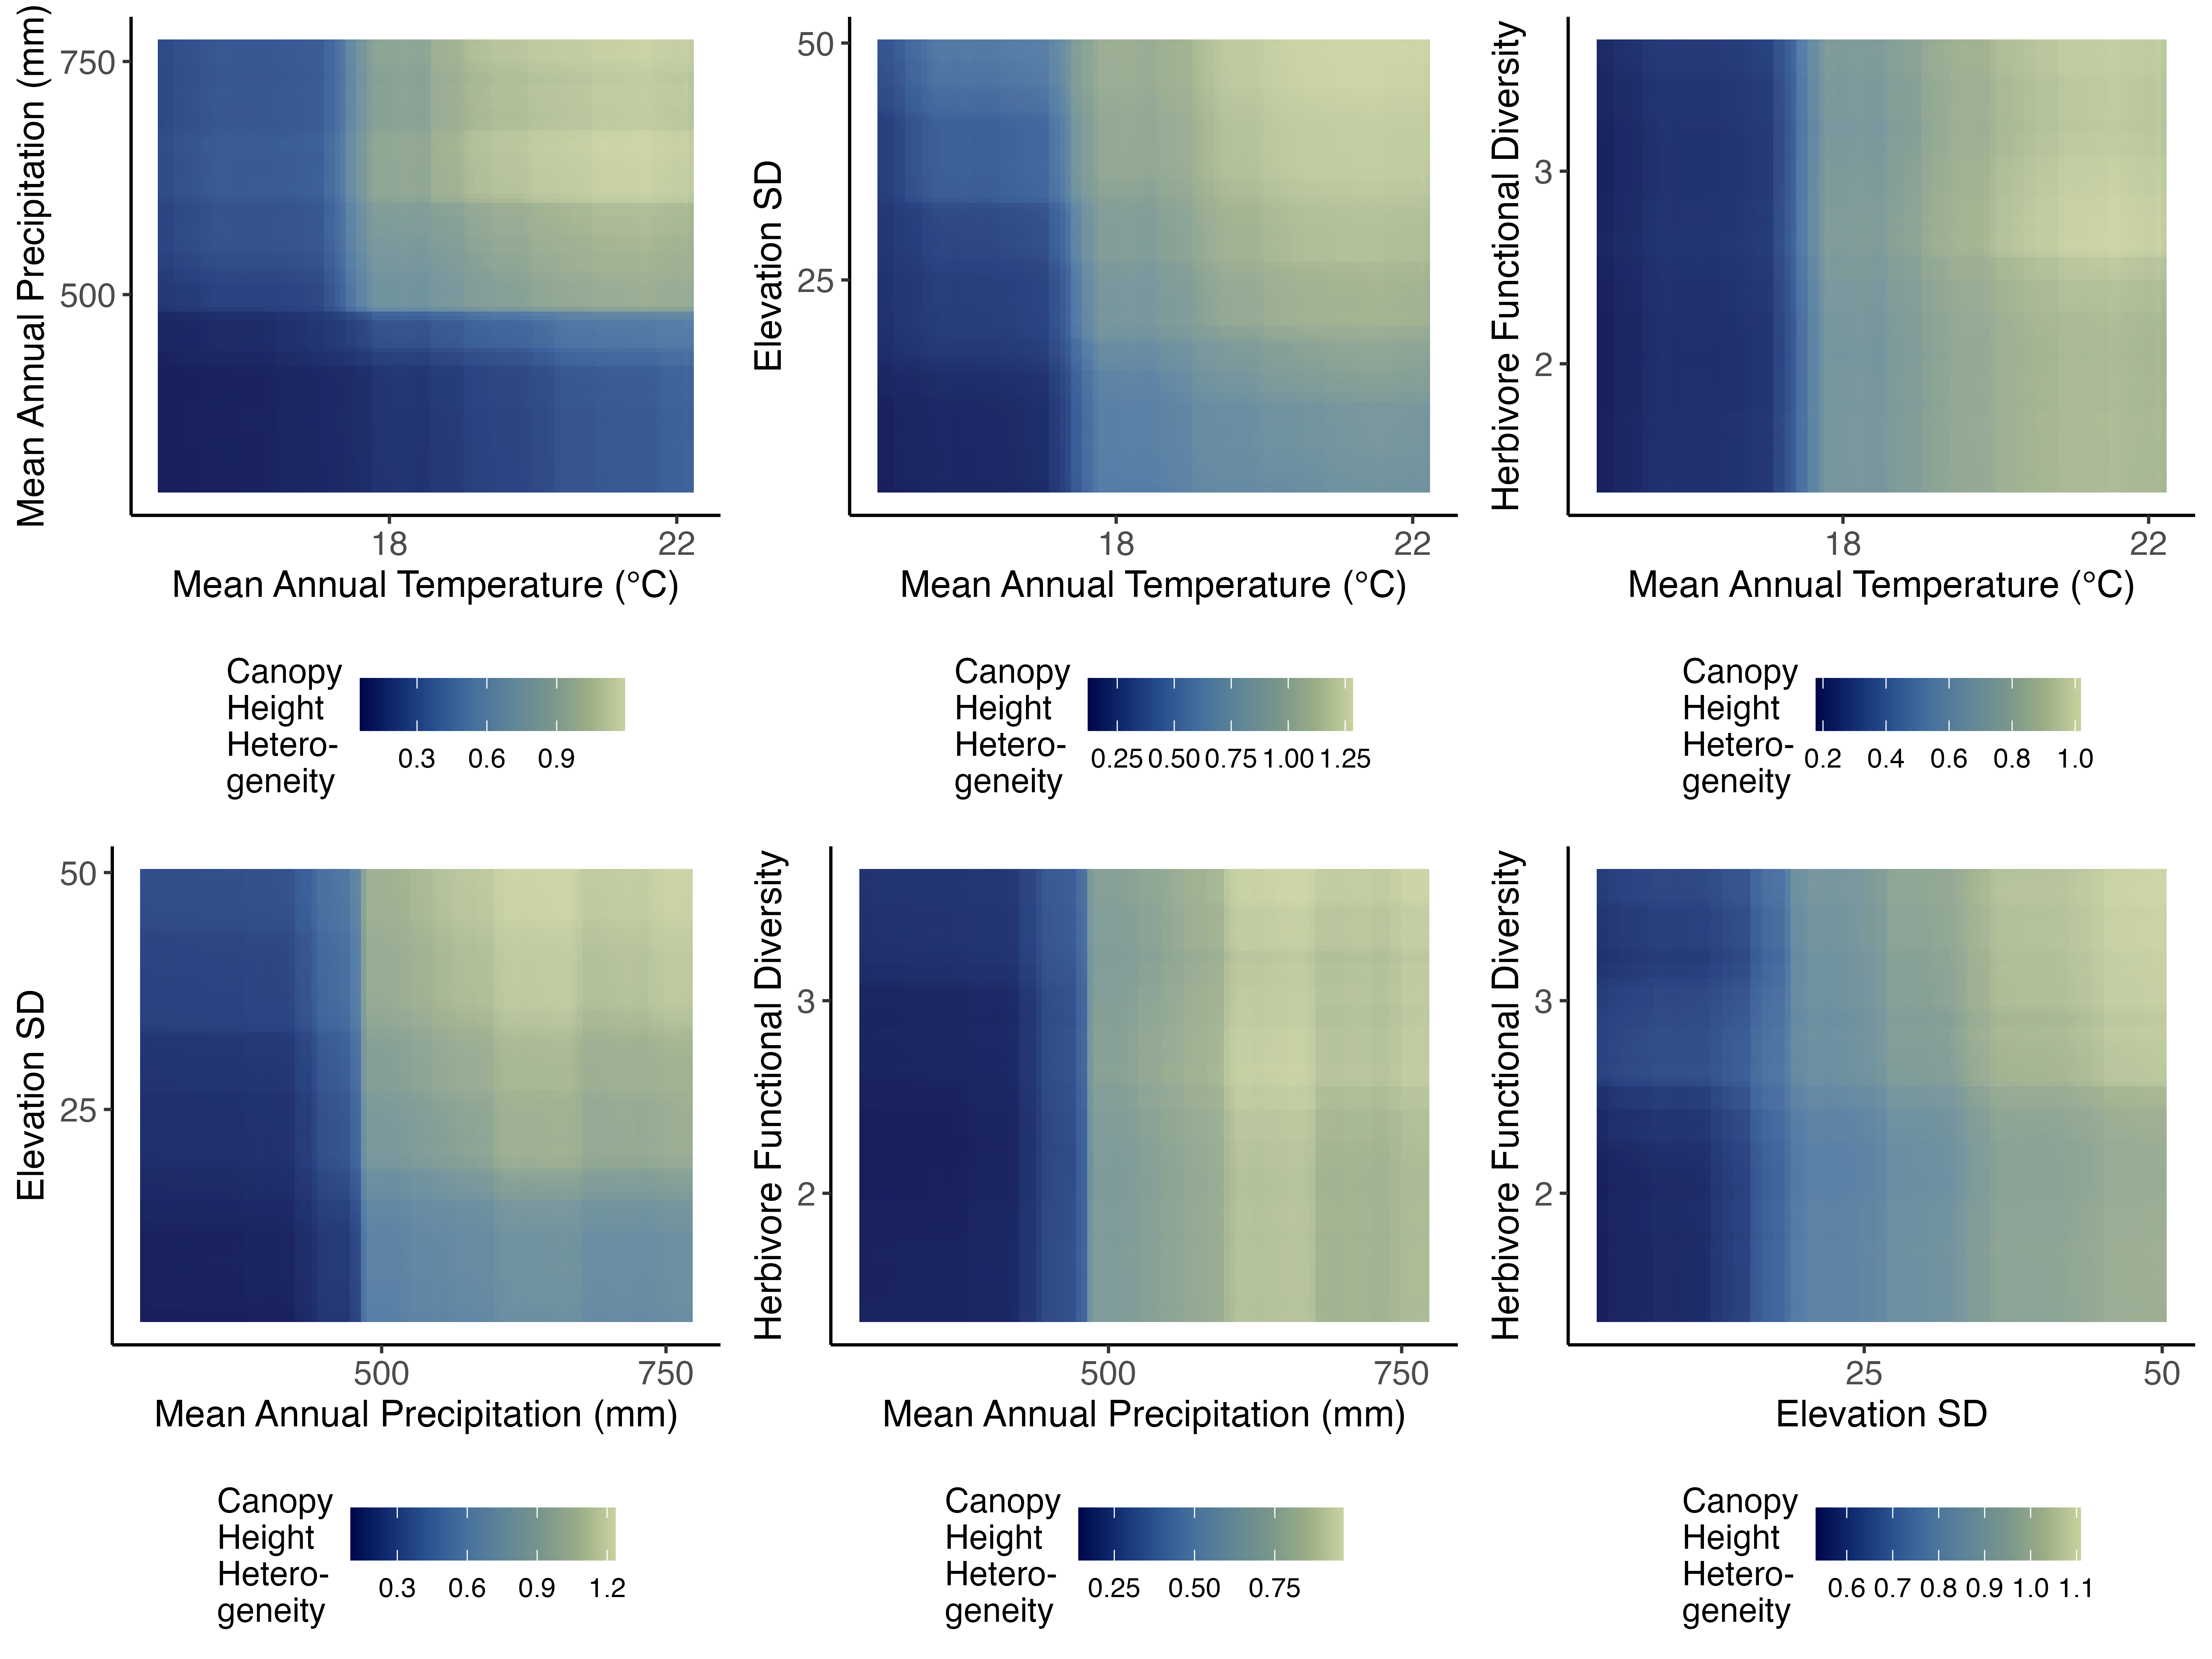 Mean Annual Precipitation (mm)
750
500
18
22
Mean Annual Temperature (°C)
Canopy
Height
Hetero-
geneity
0.3 0.6 0.9
Elevation SD
50
25
18
22
Mean Annual Temperature (°C)
Canopy
Height
Hetero-
geneity
0.25 0.50 0.75 1.00 1.25
Herbivore Functional Diversity
3
2
18
22
Mean Annual Temperature (°C)
Canopy
Height
Hetero-
geneity
0.2 0.4 0.6 0.8 1.0
Elevation SD
50
25
500
750
Mean Annual Precipitation (mm)
Canopy
Height
Hetero-
geneity
0.3 0.6 0.9 1.2
Herbivore Functional Diversity
3
2
500
750
Mean Annual Precipitation (mm)
Canopy
Height
Hetero-
geneity
0.25 0.50 0.75
Herbivore Functional Diversity
3
2
25
50
Elevation SD
Canopy
Height
Hetero-
geneity
0.6 0.7 0.8 0.9 1.0 1.1